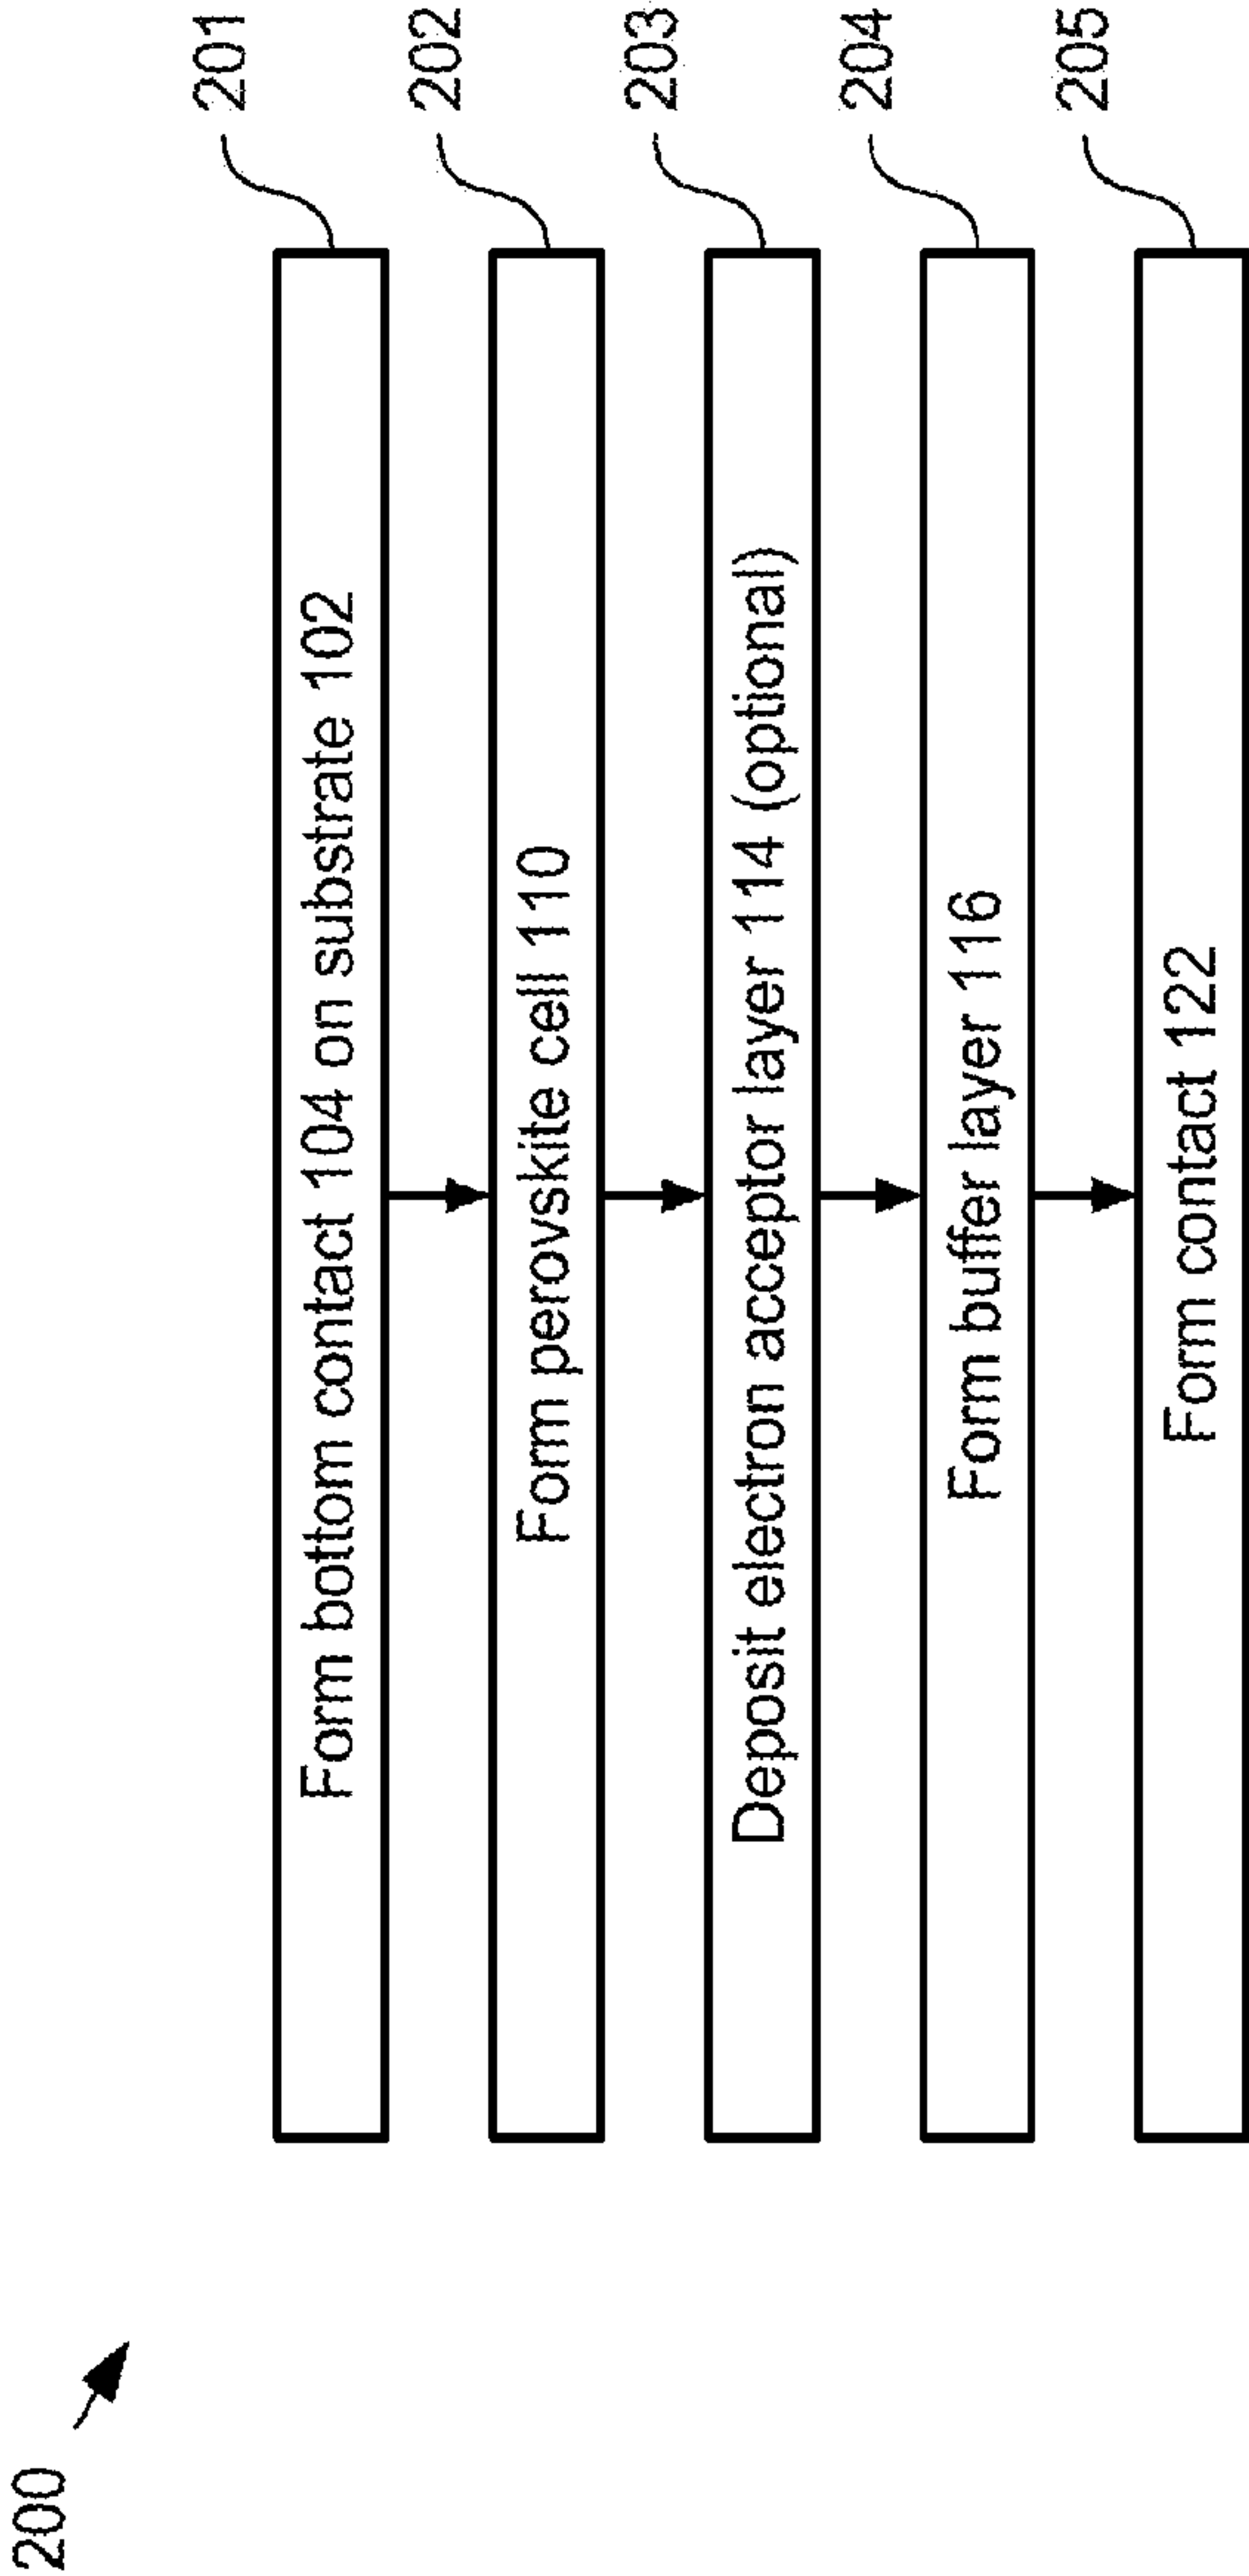 200
Form bottom contact 104 on substrate 102
201
Form perovskite cell 110
202
Deposit electron acceptor layer 114 (optional)
203
Form buffer layer 116
204
Form contact 122
205